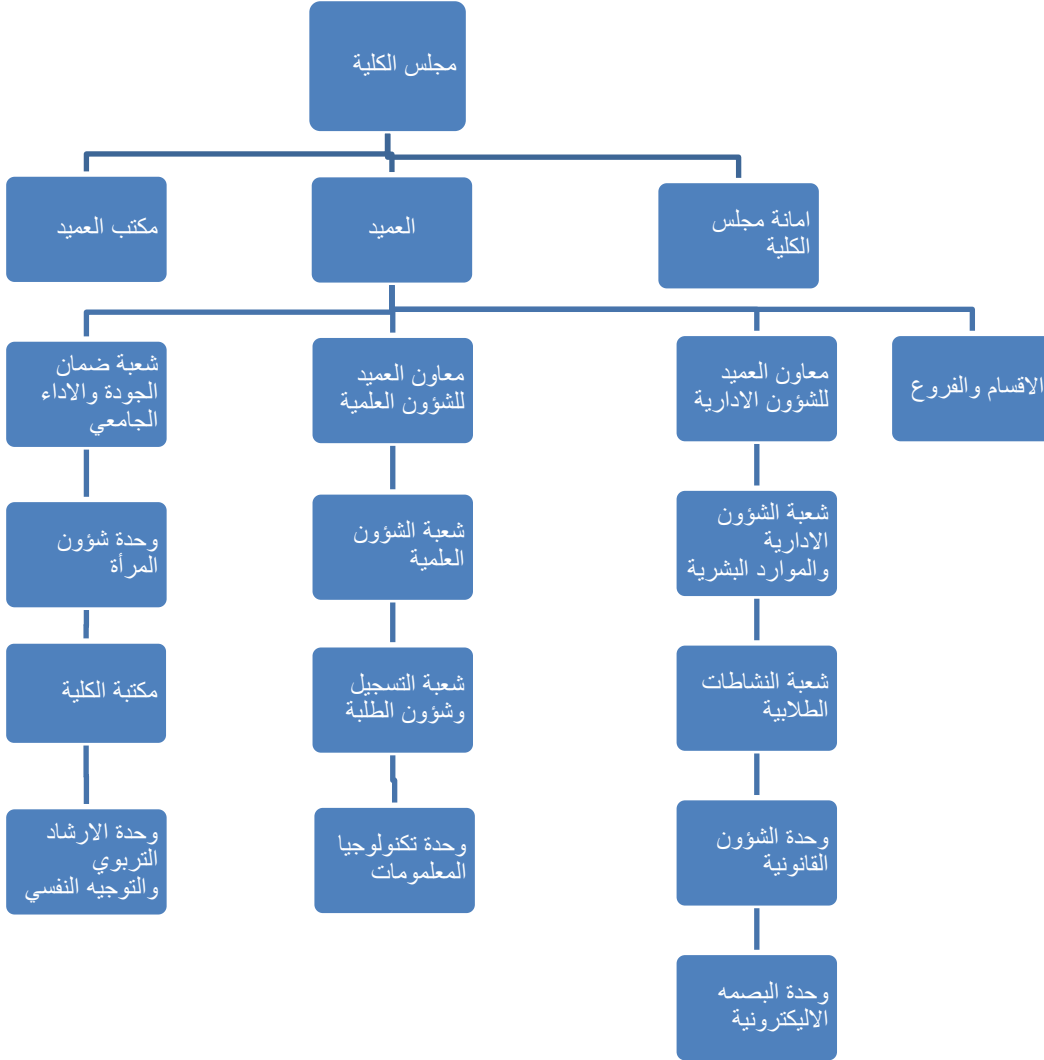 مجلس الكلية
امانة مجلس
الكلية
العميد
مكتب العميد
الاقسام والفروع
معاون العميد
للشؤون الادارية
معاون العميد
للشؤون العلمية
شعبة ضمان
الجودة والاداء
الجامعي
شعبة الشؤون
الادارية
والموارد البشرية
شعبة الشؤون
العلمية
وحدة شؤون
المرأة
شعبة النشاطات
الطلابية
شعبة التسجيل
وشؤون الطلبة
مكتبة الكلية
وحدة الشؤون
القانونية
وحدة تكنولوجيا
المعلومات
وحدة الارشاد
التربوي
والتوجيه النفسي
وحدة البصمه
الاليكترونية